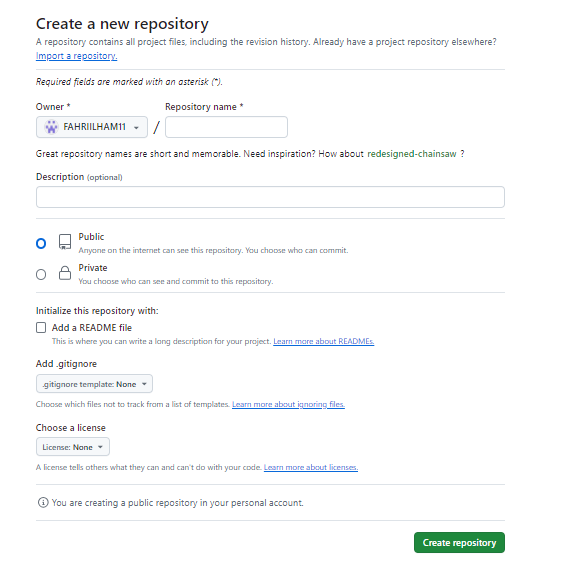 Create a new repository
A repository contains all project files, including the revision history. Already have a project repository elsewhere?
Import a repository.
Required fields are marked with an asterisk (*).
Owner * Repository name *
FAHRIILHAM11 /
Great repository names are short and memorable. Need inspiration? How about redesigned-chainsaw ?
Description (optional)
Public
Anyone on the internet can see this repository. You choose who can commit.
Private
You choose who can see and commit to this repository.
Initialize this repository with:
Add a README file
This is where you can write a long description for your project. Learn more about READMEs.
Add .gitignore
.gitignore template: None
Choose which files not to track from a list of templates. Learn more about ignoring files.
Choose a license
License: None
A license tells others what they can and can't do with your code. Learn more about licenses.
You are creating a public repository in your personal account.
Create repository